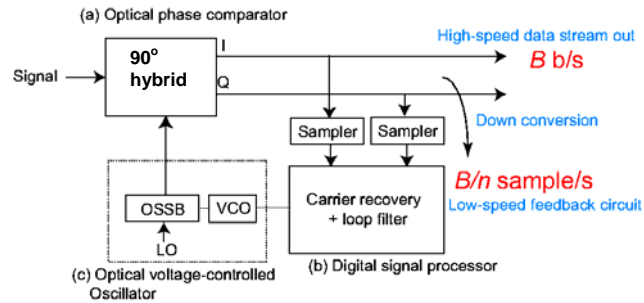 (a) Optical phase comparator
I
High-speed data stream out
90° hybrid
B b/s
Signal
Q
Down conversion
Sampler
Sampler
B/n sample/s
Low-speed feedback circuit
OSSB
VCO
Carrier recovery
+ loop filter
LO
(c) Optical voltage-controlled
Oscillator
(b) Digital signal processor